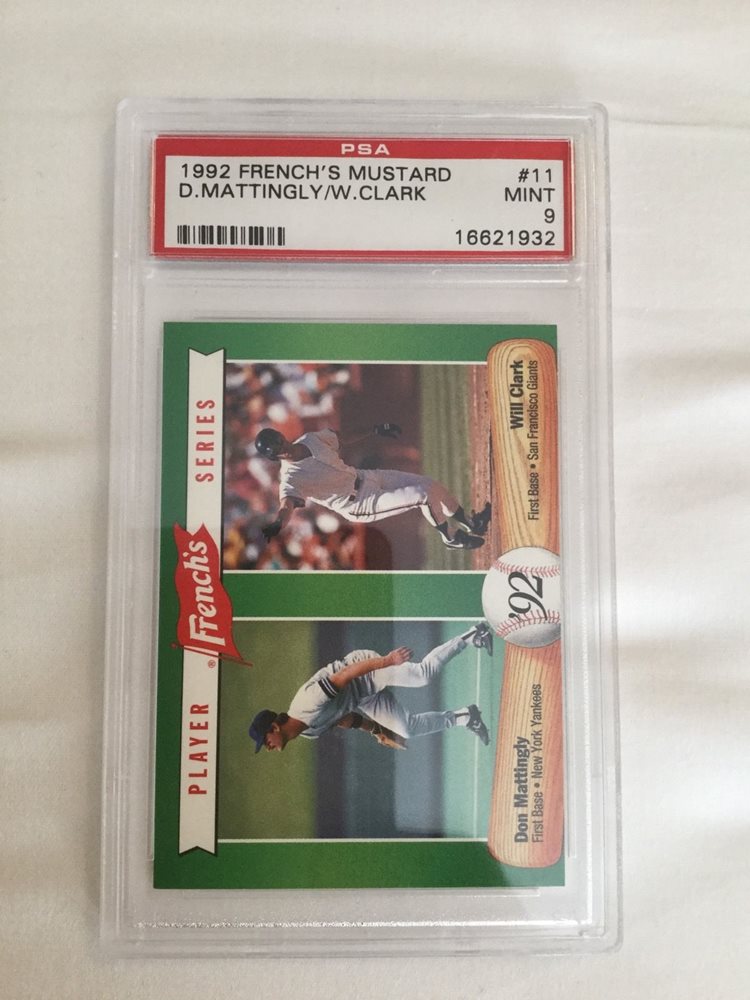 PSA
1992 FRENCH'S MUSTARD #11
D.MATTINGLY/W.CLARK MINT
9
16621932
PLAYER French's® SERIES
Don Mattingly
First Base • New York Yankees
'92
Will Clark
First Base • San Francisco Giants